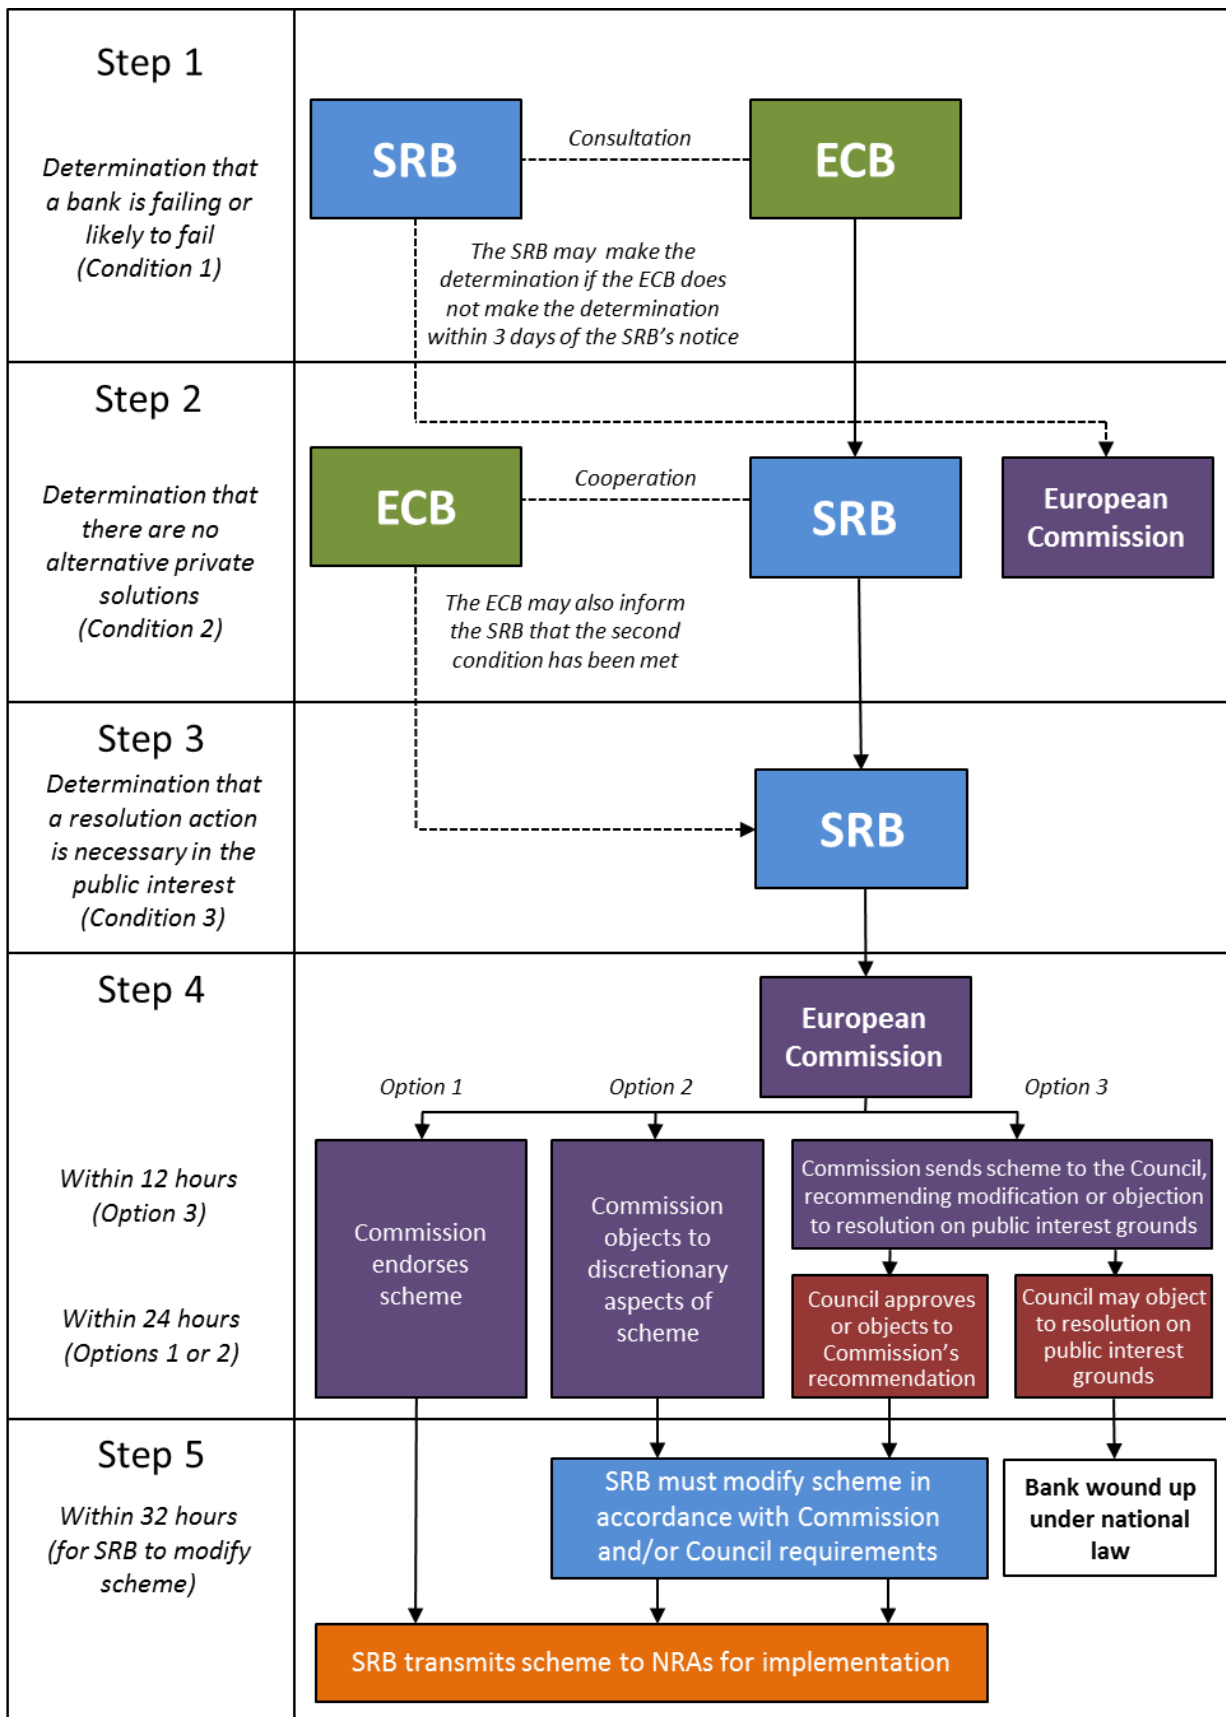 Step 1
Determination that
a bank is failing or
likely to fail
(Condition 1)
SRB
Consultation
ECB
The SRB may make the
determination if the ECB does
not make the determination
within 3 days of the SRB's notice
Step 2
Determination that
there are no
alternative private
solutions
(Condition 2)
ECB
Cooperation
SRB
European
Commission
The ECB may also inform
the SRB that the second
condition has been met
Step 3
Determination that
a resolution action
is necessary in the
public interest
(Condition 3)
SRB
Step 4
Within 12 hours
(Option 3)
Within 24 hours
(Options 1 or 2)
European
Commission
Option 1
Option 2
Option 3
Commission
endorses
scheme
Commission
objects to
discretionary
aspects of
scheme
Commission sends scheme to the Council,
recommending modification or objection
to resolution on public interest grounds
Council approves
or objects to
Commission's
recommendation
Council may object
to resolution on
public interest
grounds
Step 5
Within 32 hours
(for SRB to modify
scheme)
SRB must modify scheme in
accordance with Commission
and/or Council requirements
Bank wound up
under national
law
SRB transmits scheme to NRAs for implementation